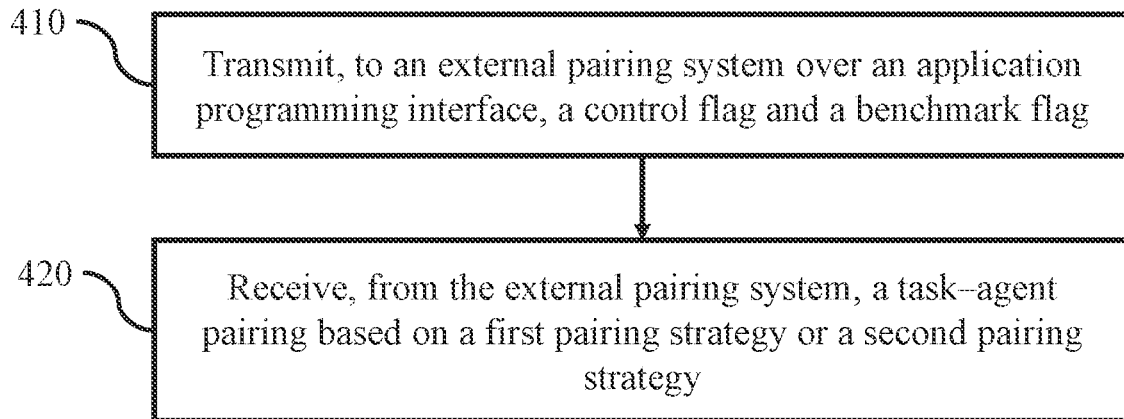 410
Transmit, to an external pairing system over an application
programming interface, a control flag and a benchmark flag
420
Receive, from the external pairing system, a task–agent
pairing based on a first pairing strategy or a second pairing
strategy